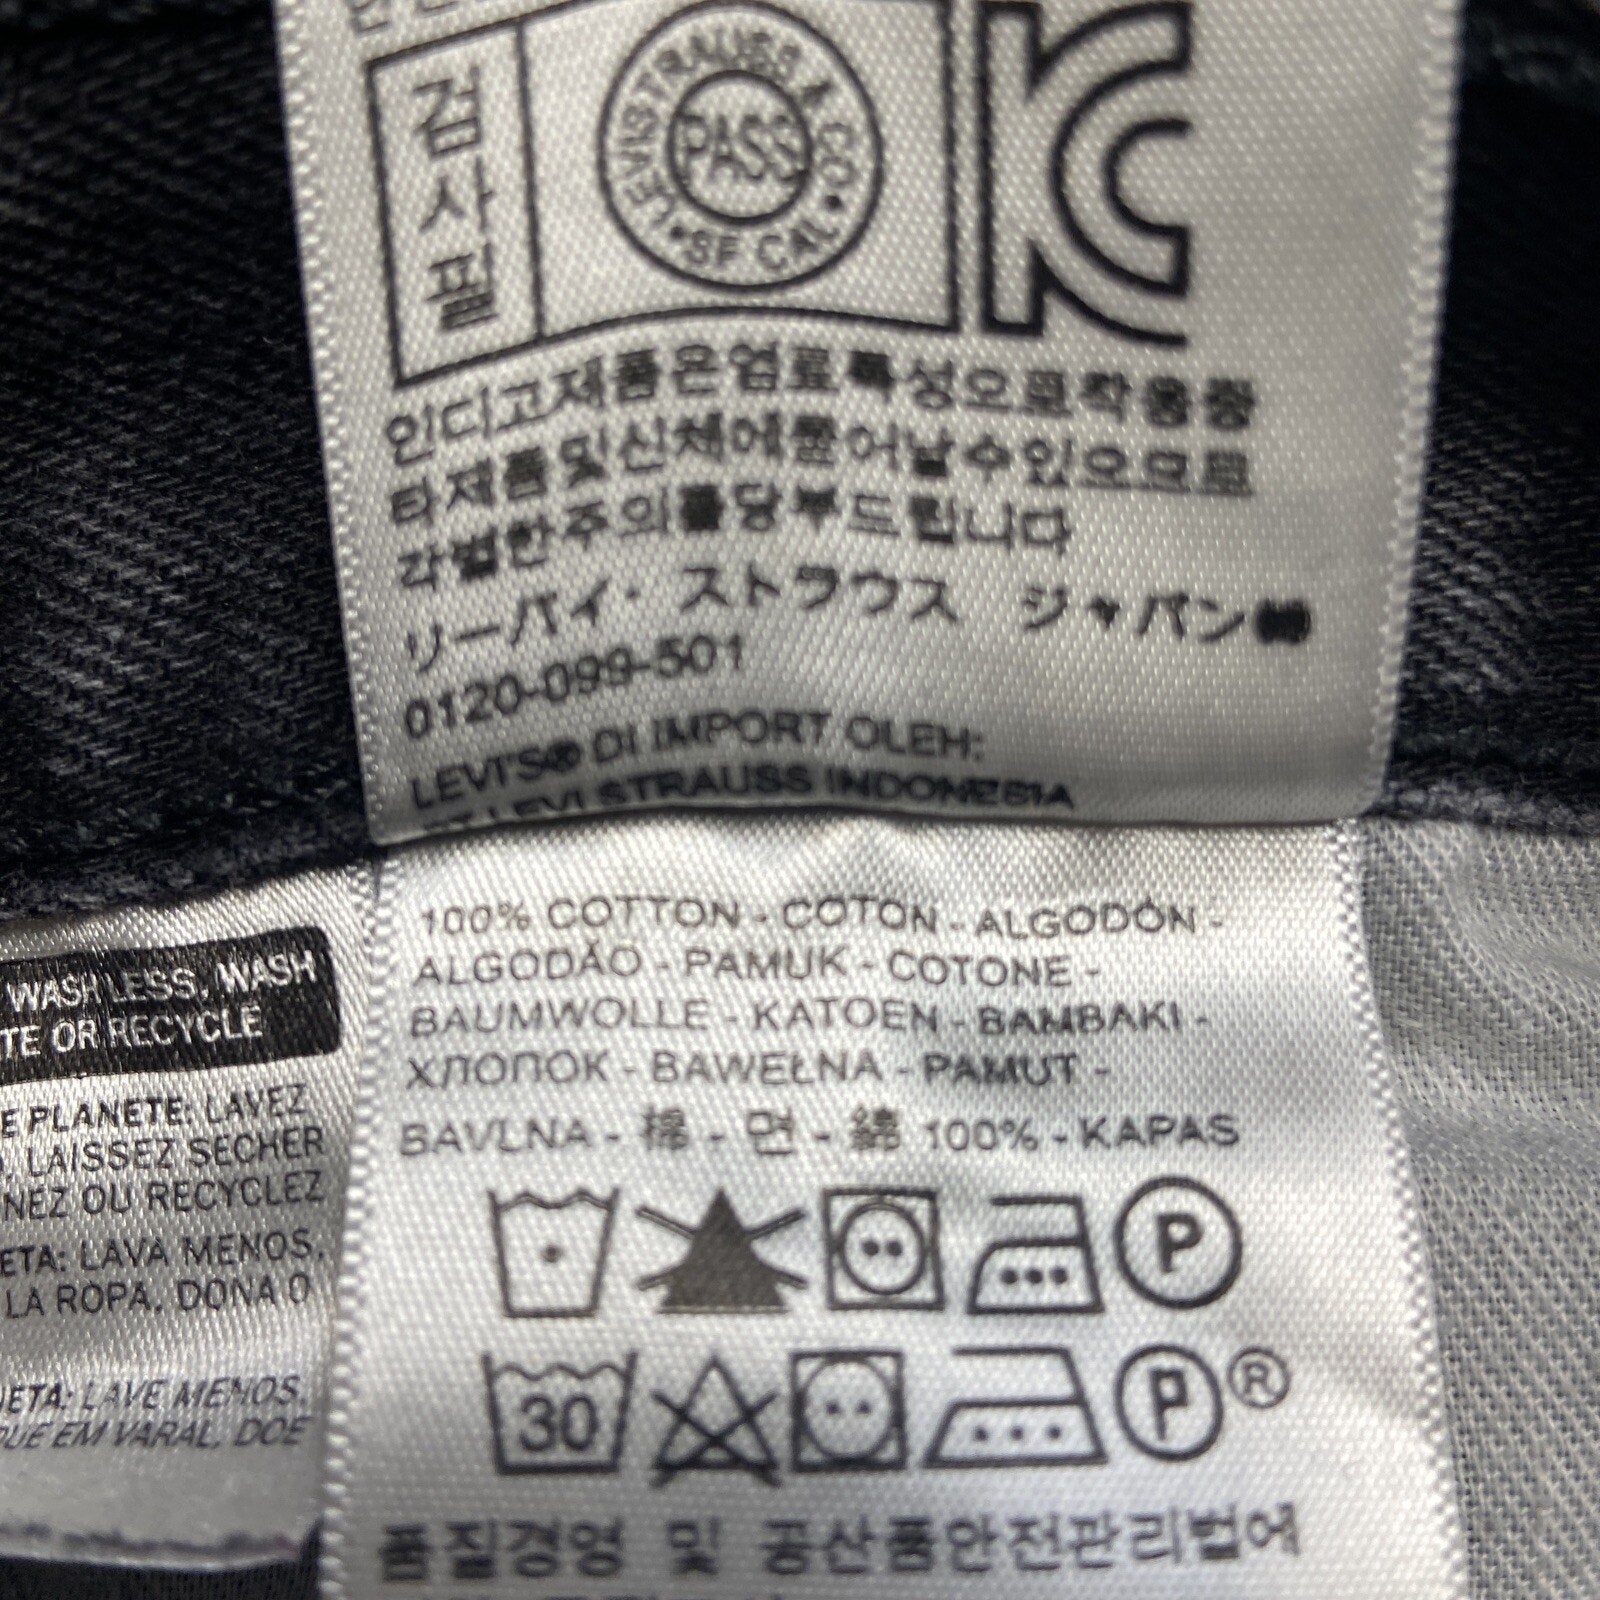 검사필
LEVI STRAUSS & CO.
PASS
SF CAL
KC
인디고제품은염료특성으로착용중
타제품및신체에묻어날수있으므로
각별한주의를당부드립니다
リーバイ・ストラウス ジャパン
0120-099-501
LEVI'S® DI IMPORT OLEH:
LEVI STRAUSS INDONESIA
100% COTTON - COTON - ALGODÓN -
ALGODÃO - PAMUK - COTONE -
BAUMWOLLE - KATOEN - BAMBAKI -
ХЛОПОК - BAWEŁNA - PAMUT -
BAVLNA - 棉 - 면 - 綿 100% - KAPAS
P
30
P ®
품질경영 및 공산품안전관리법에
WASH LESS, WASH
TE OR RECYCLE
E PLANETE: LAVEZ
LAISSEZ SECHER
NEZ OU RECYCLEZ
ETA: LAVA MENOS,
LA ROPA, DONA O
ETA: LAVE MENOS,
QUE EM VARAL, DOE